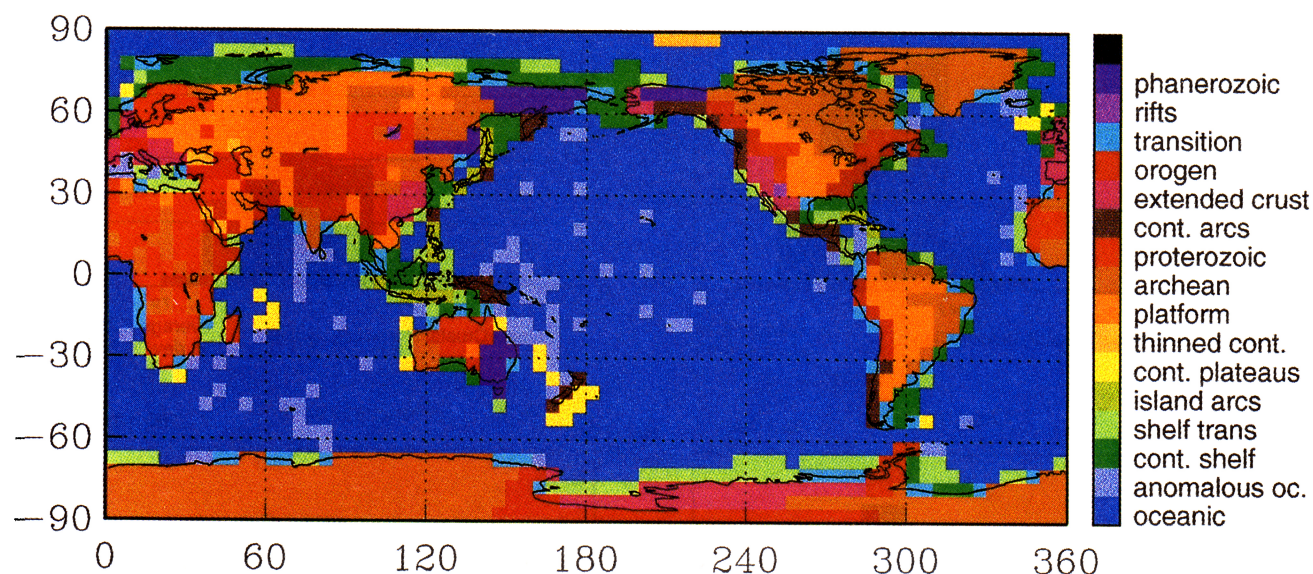 90
60
30
0
−30
−60
−90
0 60 120 180 240 300 360
phanerozoic
rifts
transition
orogen
extended crust
cont. arcs
proterozoic
archean
platform
thinned cont.
cont. plateaus
island arcs
shelf trans
cont. shelf
anomalous oc.
oceanic